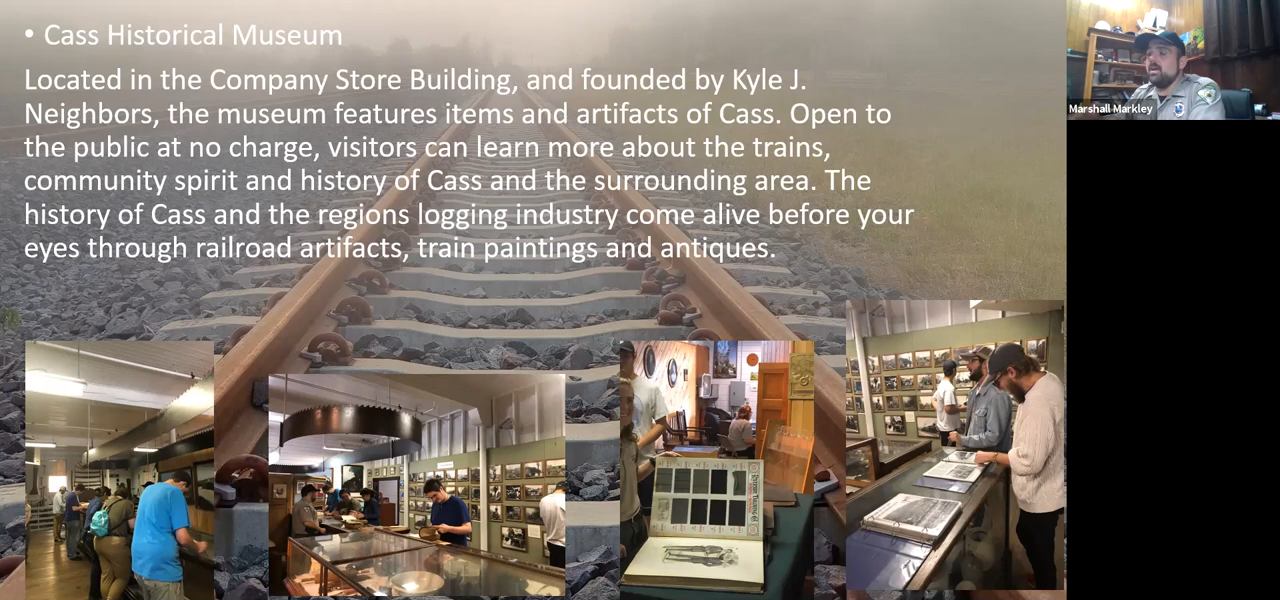 • Cass Historical Museum
Located in the Company Store Building, and founded by Kyle J.
Neighbors, the museum features items and artifacts of Cass. Open to
the public at no charge, visitors can learn more about the trains,
community spirit and history of Cass and the surrounding area. The
history of Cass and the regions logging industry come alive before your
eyes through railroad artifacts, train paintings and antiques.
Marshall Markley